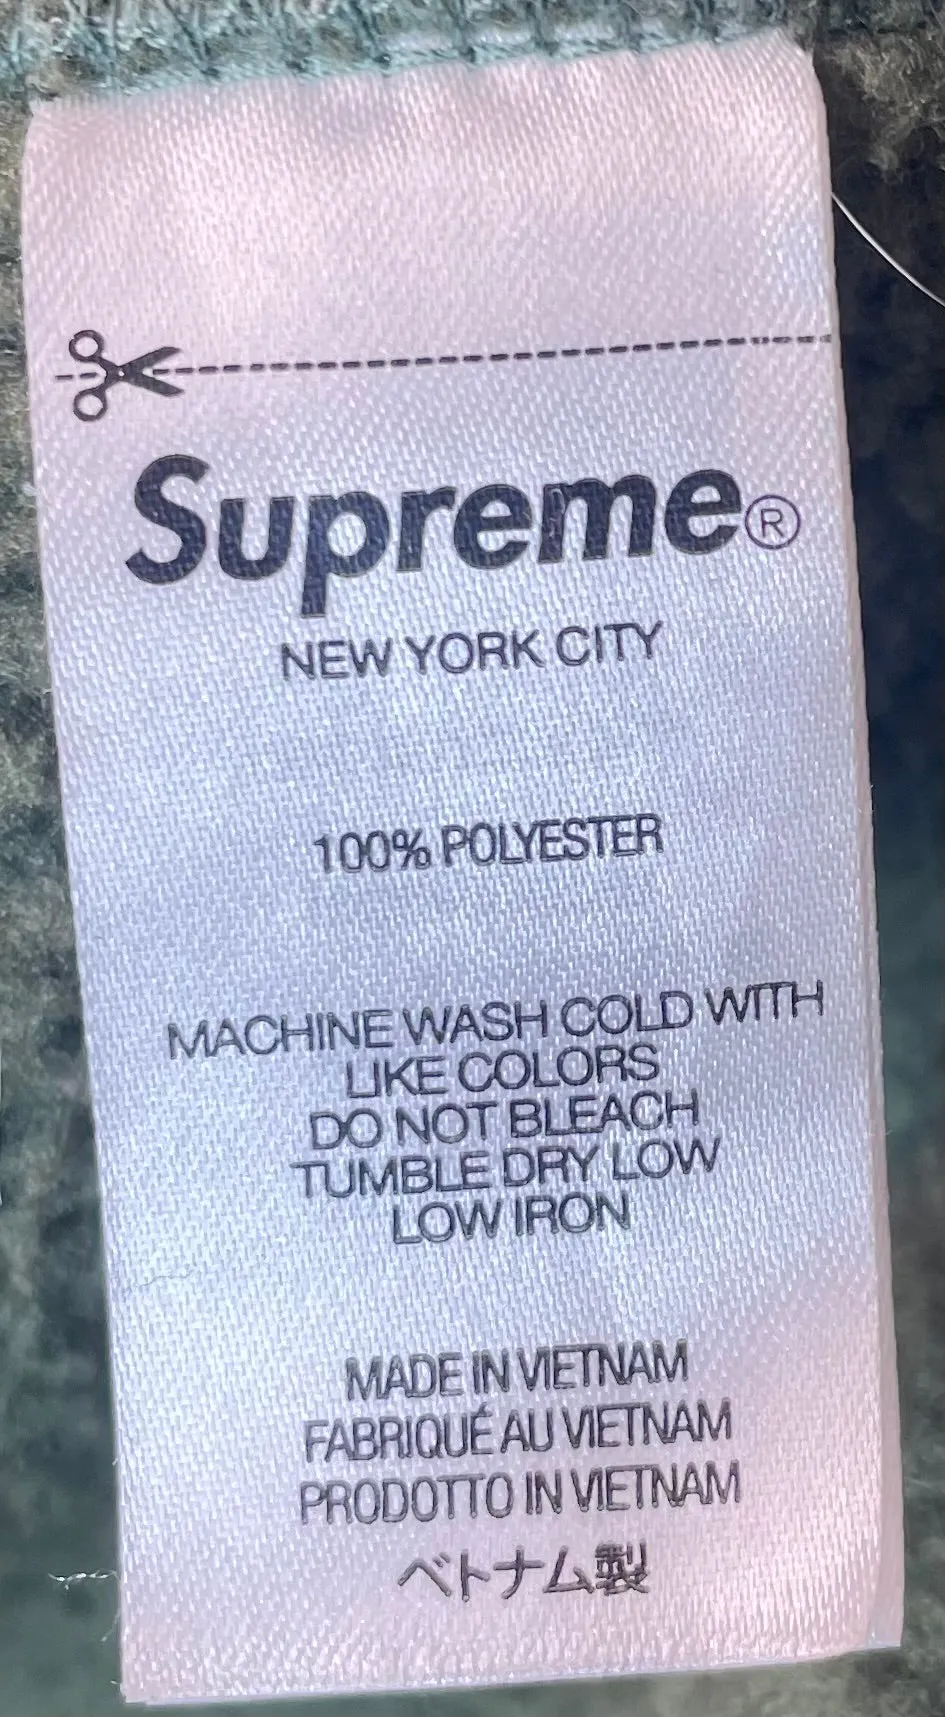 Supreme®
NEW YORK CITY
100% POLYESTER
MACHINE WASH COLD WITH
LIKE COLORS
DO NOT BLEACH
TUMBLE DRY LOW
LOW IRON
MADE IN VIETNAM
FABRIQUÉ AU VIETNAM
PRODOTTO IN VIETNAM
ベトナム製